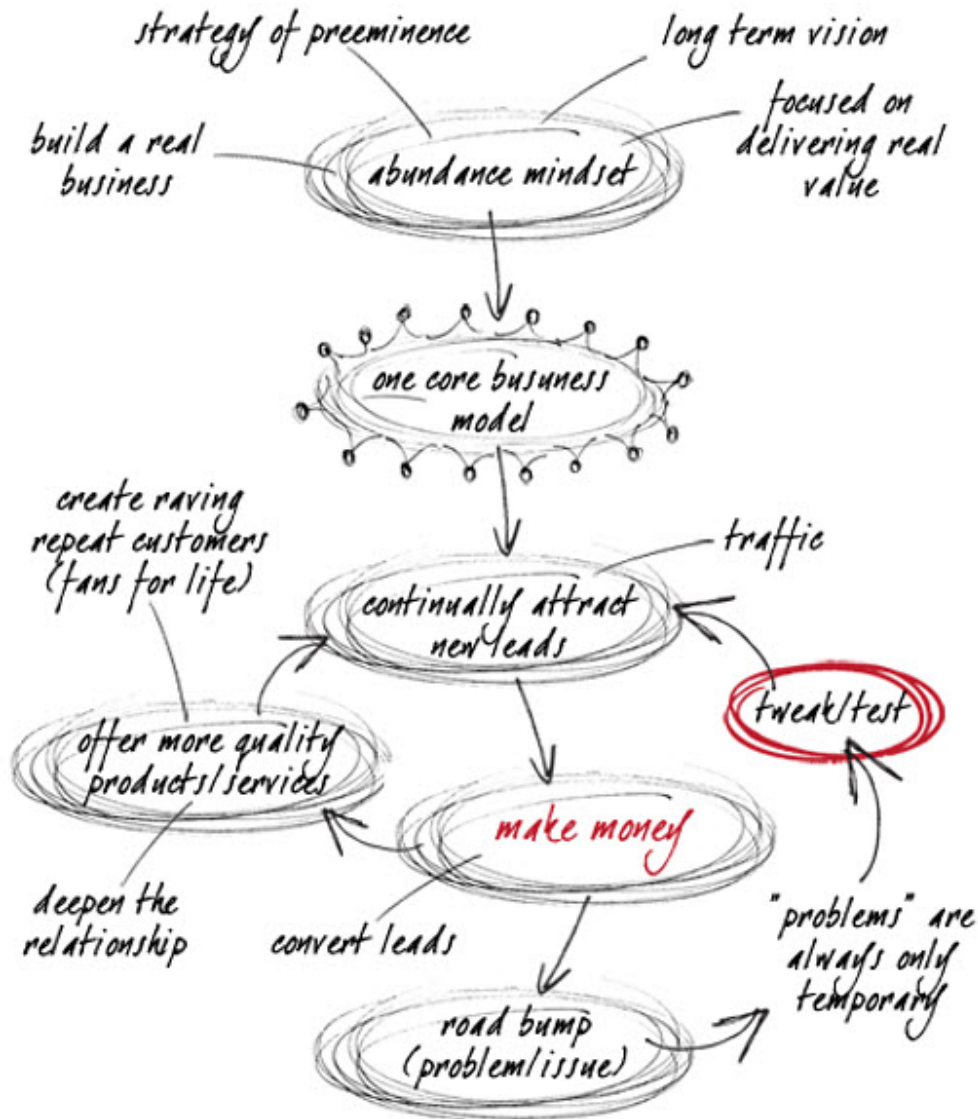 strategy of preeminence
long term vision
build a real
business
focused on
delivering real
value
abundance mindset
one core busuness
model
create raving
repeat customers
(fans for life)
traffic
continually attract
new leads
tweak/test
offer more quality
products/services
make money
deepen the
relationship
convert leads
"problems" are
always only
temporary
road bump
(problem/issue)